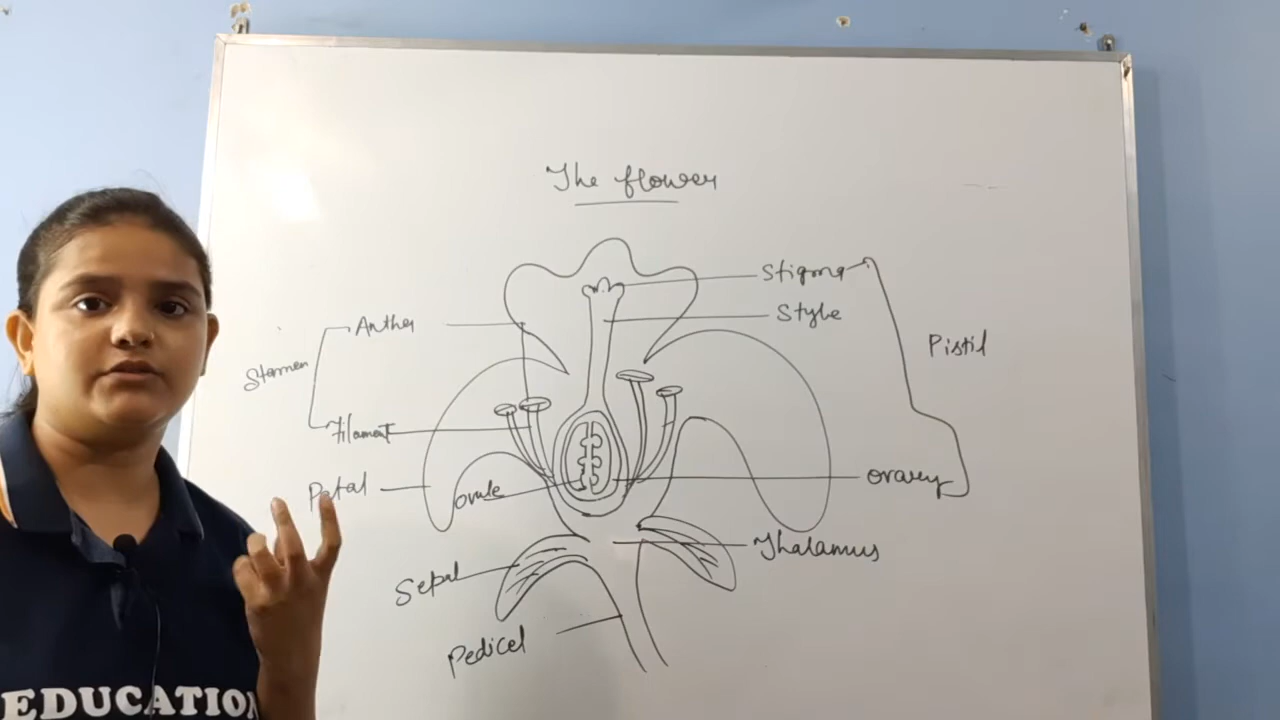 The flower
Stigma
Anther
Style
Stamen
Pistil
Filament
Petal
ovule
ovary
Thalamus
Sepal
Pedicel
EDUCATION